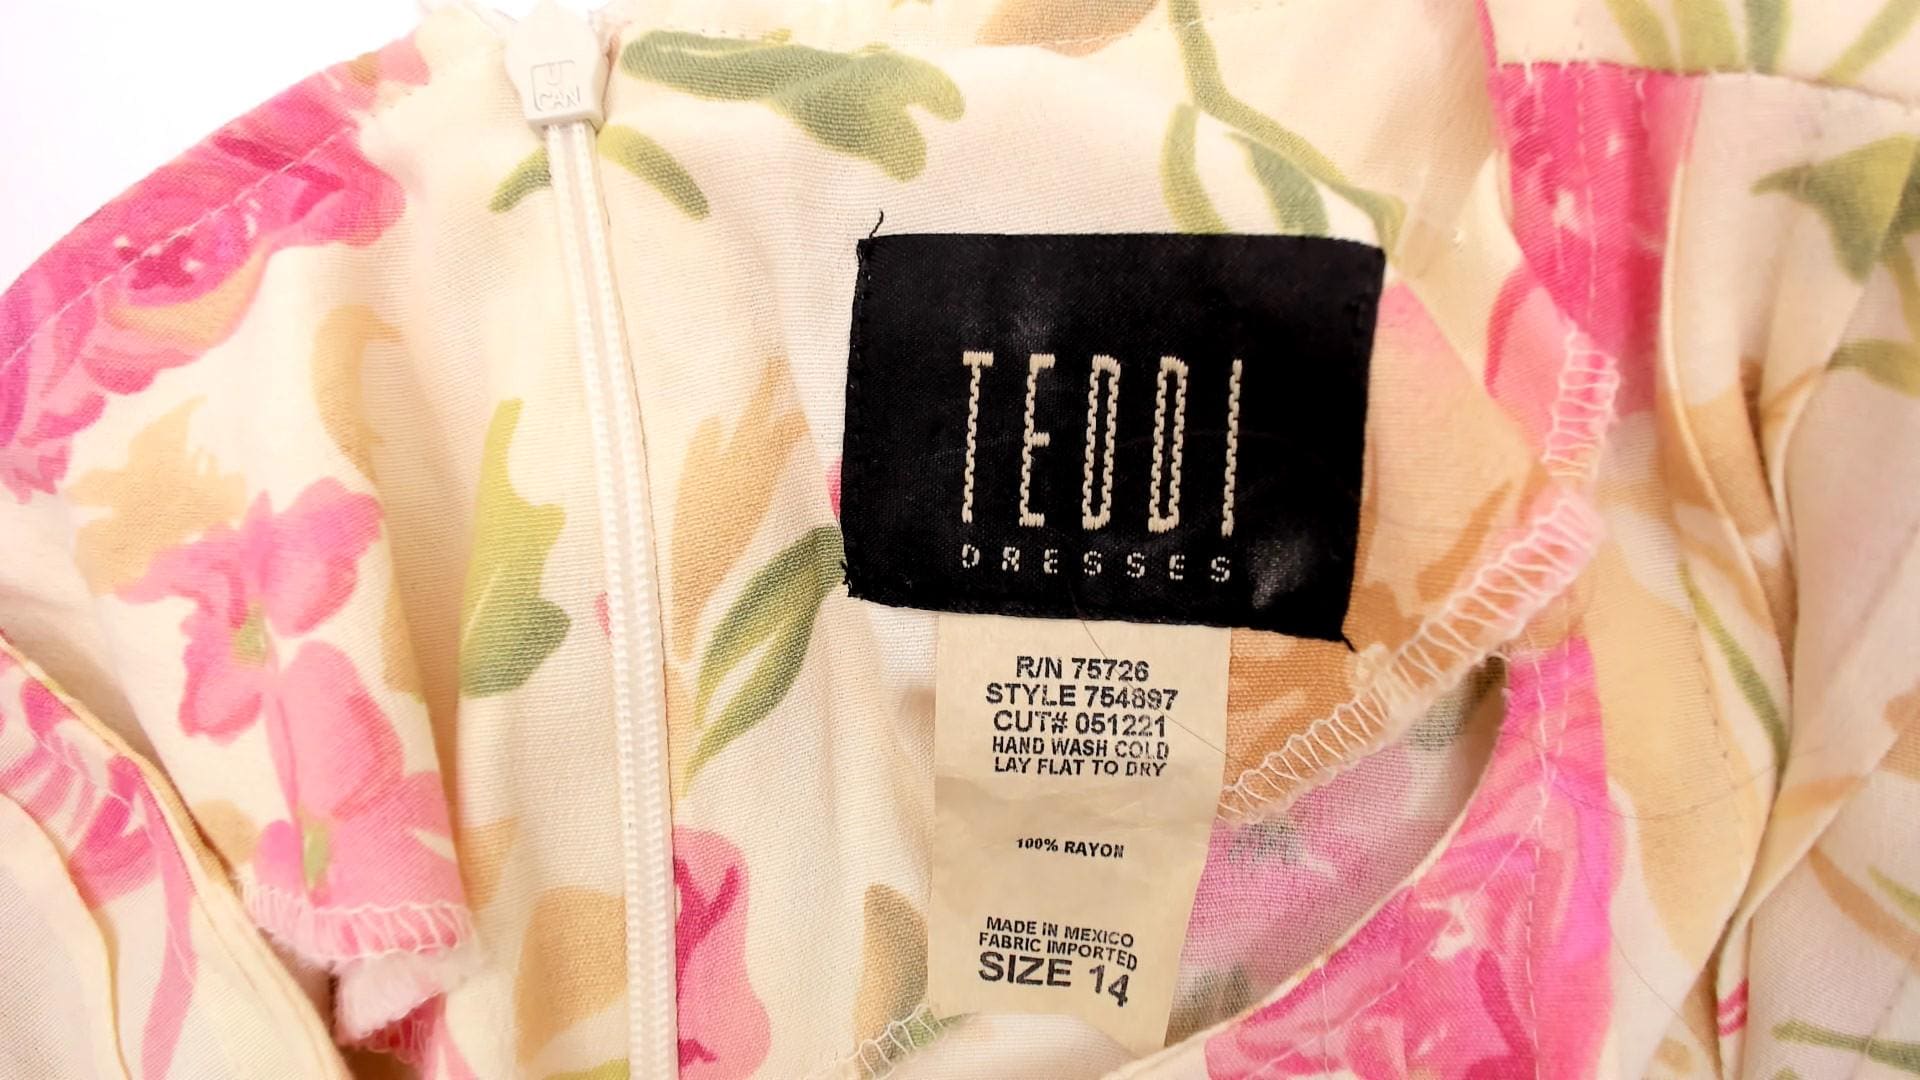 U
CAN
TEDDI
DRESSES
R/N 75726
STYLE 754897
CUT# 051221
HAND WASH COLD
LAY FLAT TO DRY
100% RAYON
MADE IN MEXICO
FABRIC IMPORTED
SIZE 14